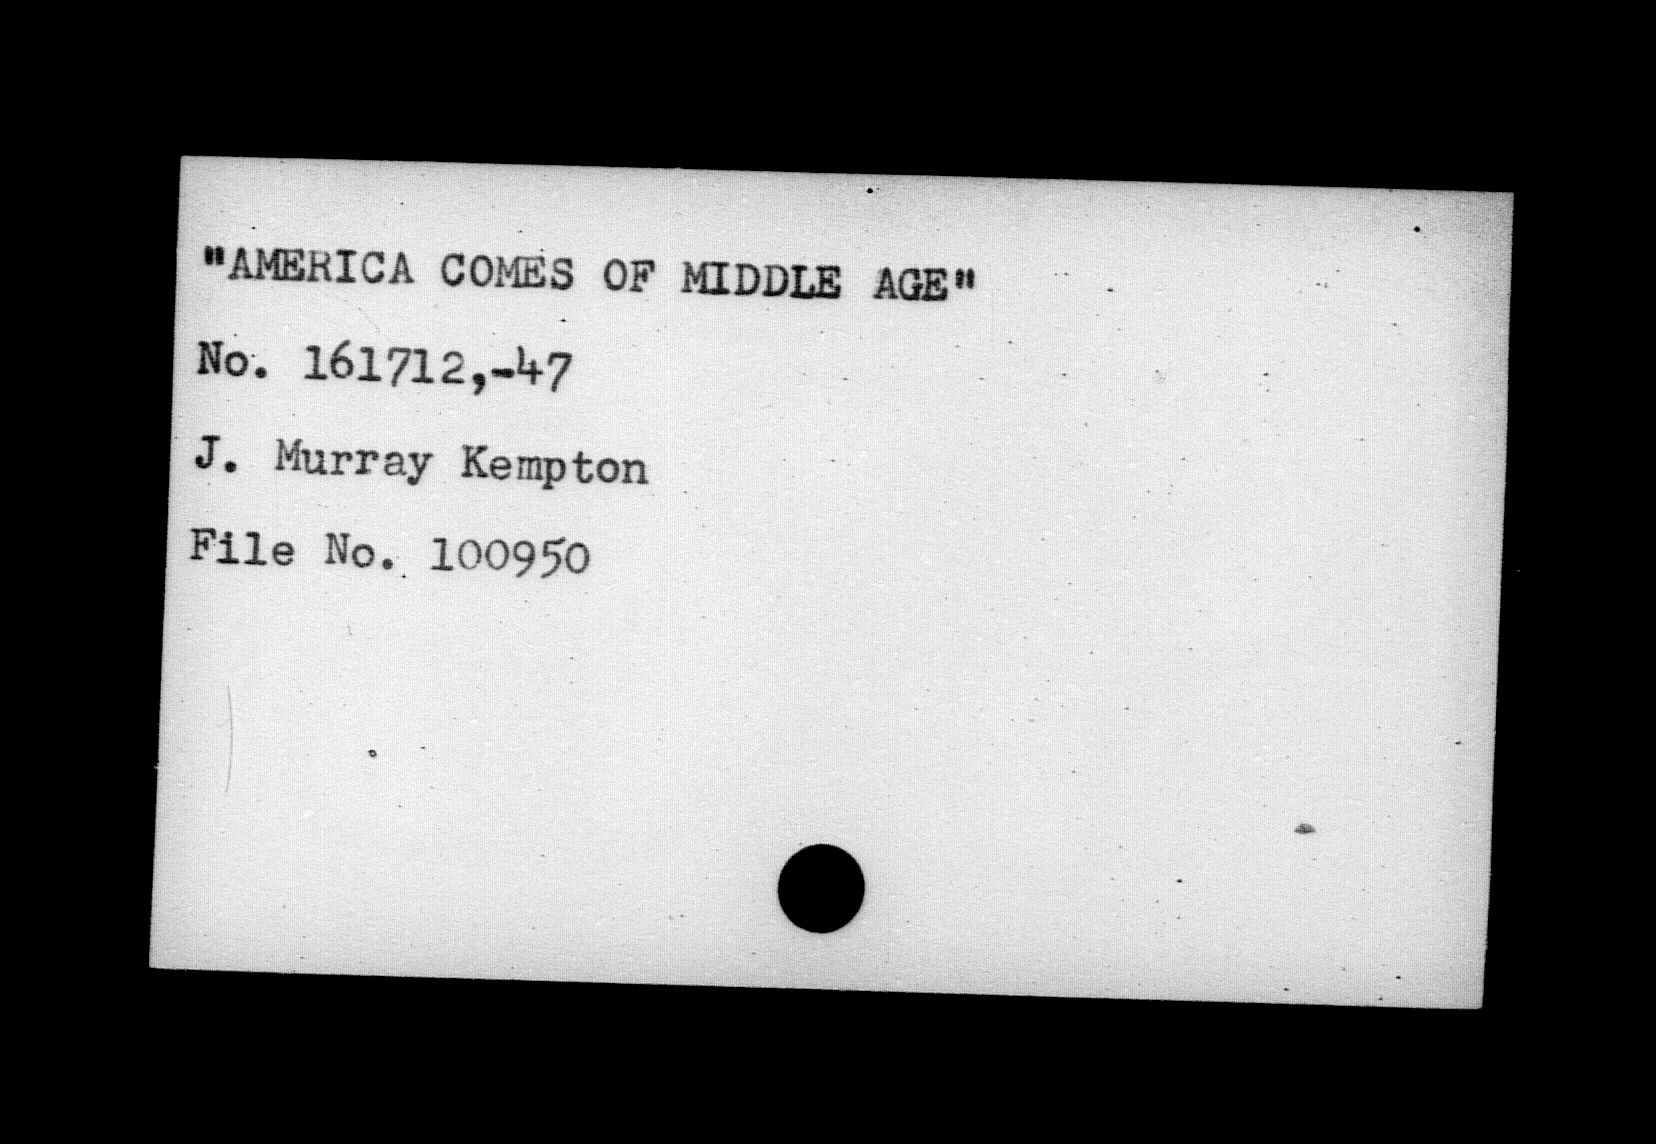 "AMERICA COMES OF MIDDLE AGE"
No. 161712,-47
J. Murray Kempton
File No. 100950